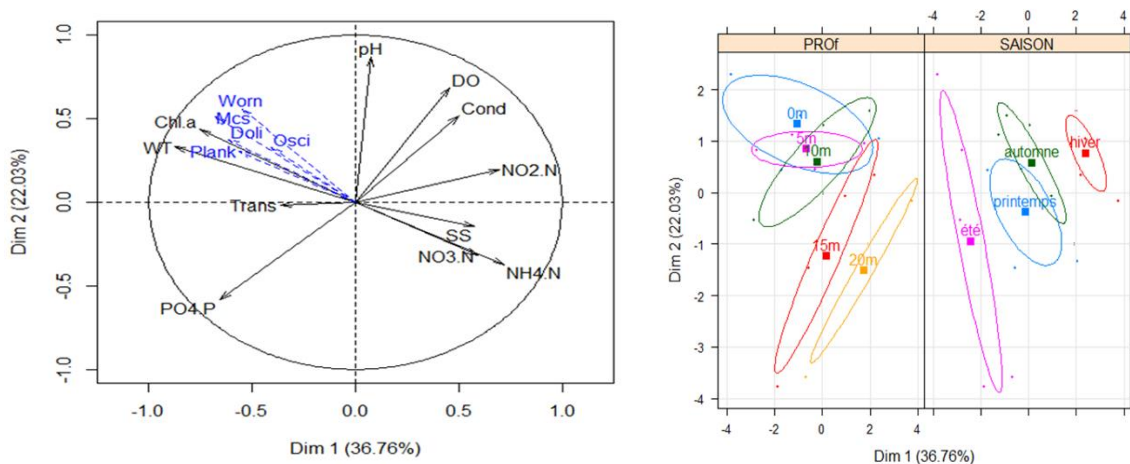 1.0
0.5
0.0
-0.5
-1.0
Dim 2 (22.03%)
pH
DO
Cond
Worn
Mcs
Chl.a
Doli
Osci
WT
Plank
NO2.N
Trans
SS
NO3.N
NH4.N
PO4.P
-1.0 -0.5 0.0 0.5 1.0
Dim 1 (36.76%)
-4 -2 0 2 4
PROf SAISON
2
1
0
-1
-2
-3
-4
Dim 2 (22.03%)
0m
5m
10m
15m
20m
hiver
automne
printemps
été
-4 -2 0 2 4
Dim 1 (36.76%)